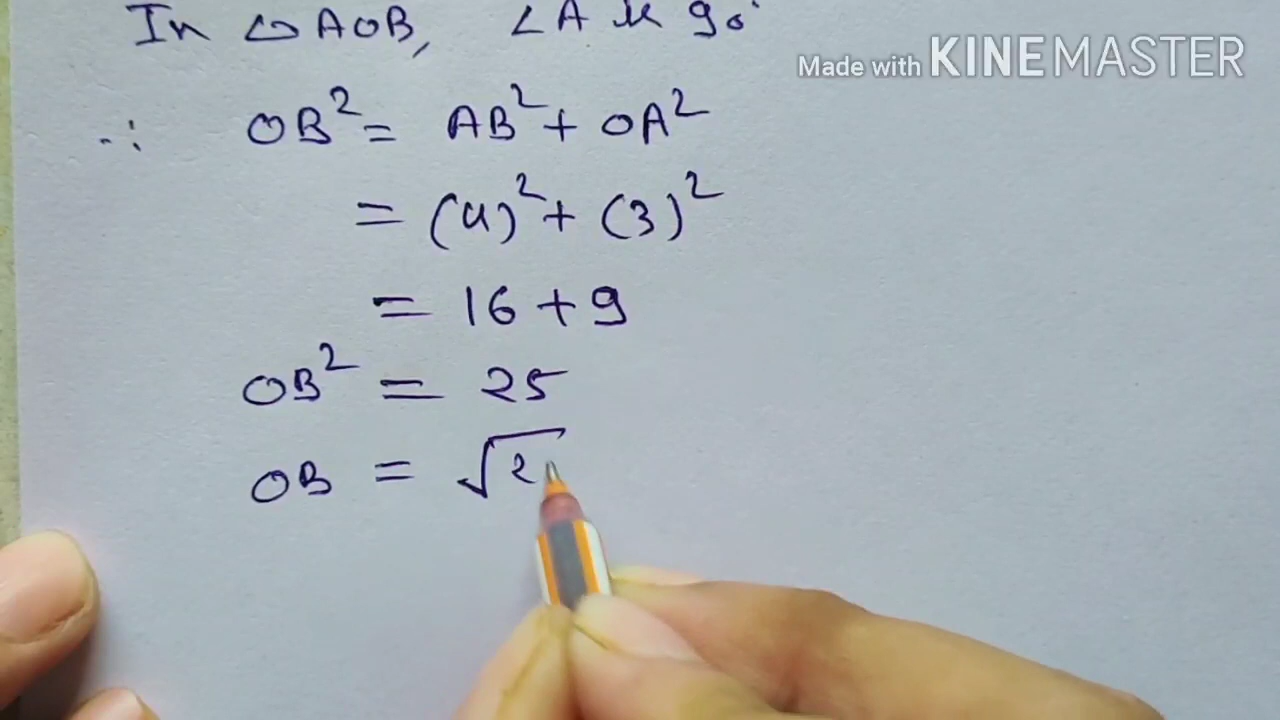 In △AOB, ∠A is 90°
Made with KINEMASTER
∴ OB² = AB² + OA²
= (4)² + (3)²
= 16 + 9
OB² = 25
OB = √2